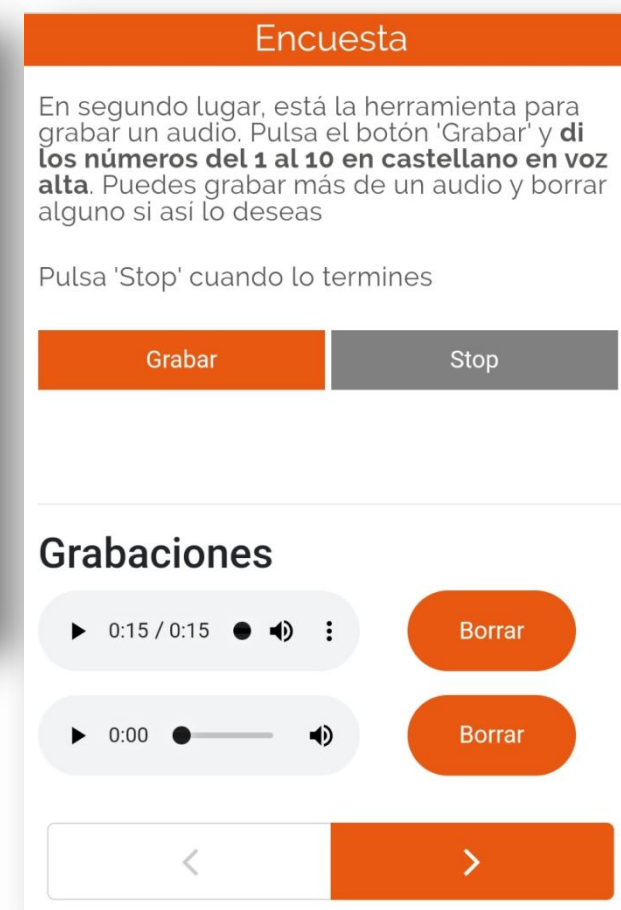 Encuesta
En segundo lugar, está la herramienta para
grabar un audio. Pulsa el botón 'Grabar' y di
los números del 1 al 10 en castellano en voz
alta. Puedes grabar más de un audio y borrar
alguno si así lo deseas
Pulsa 'Stop' cuando lo termines
Grabar Stop
Grabaciones
0:15 / 0:15 Borrar
0:00 Borrar